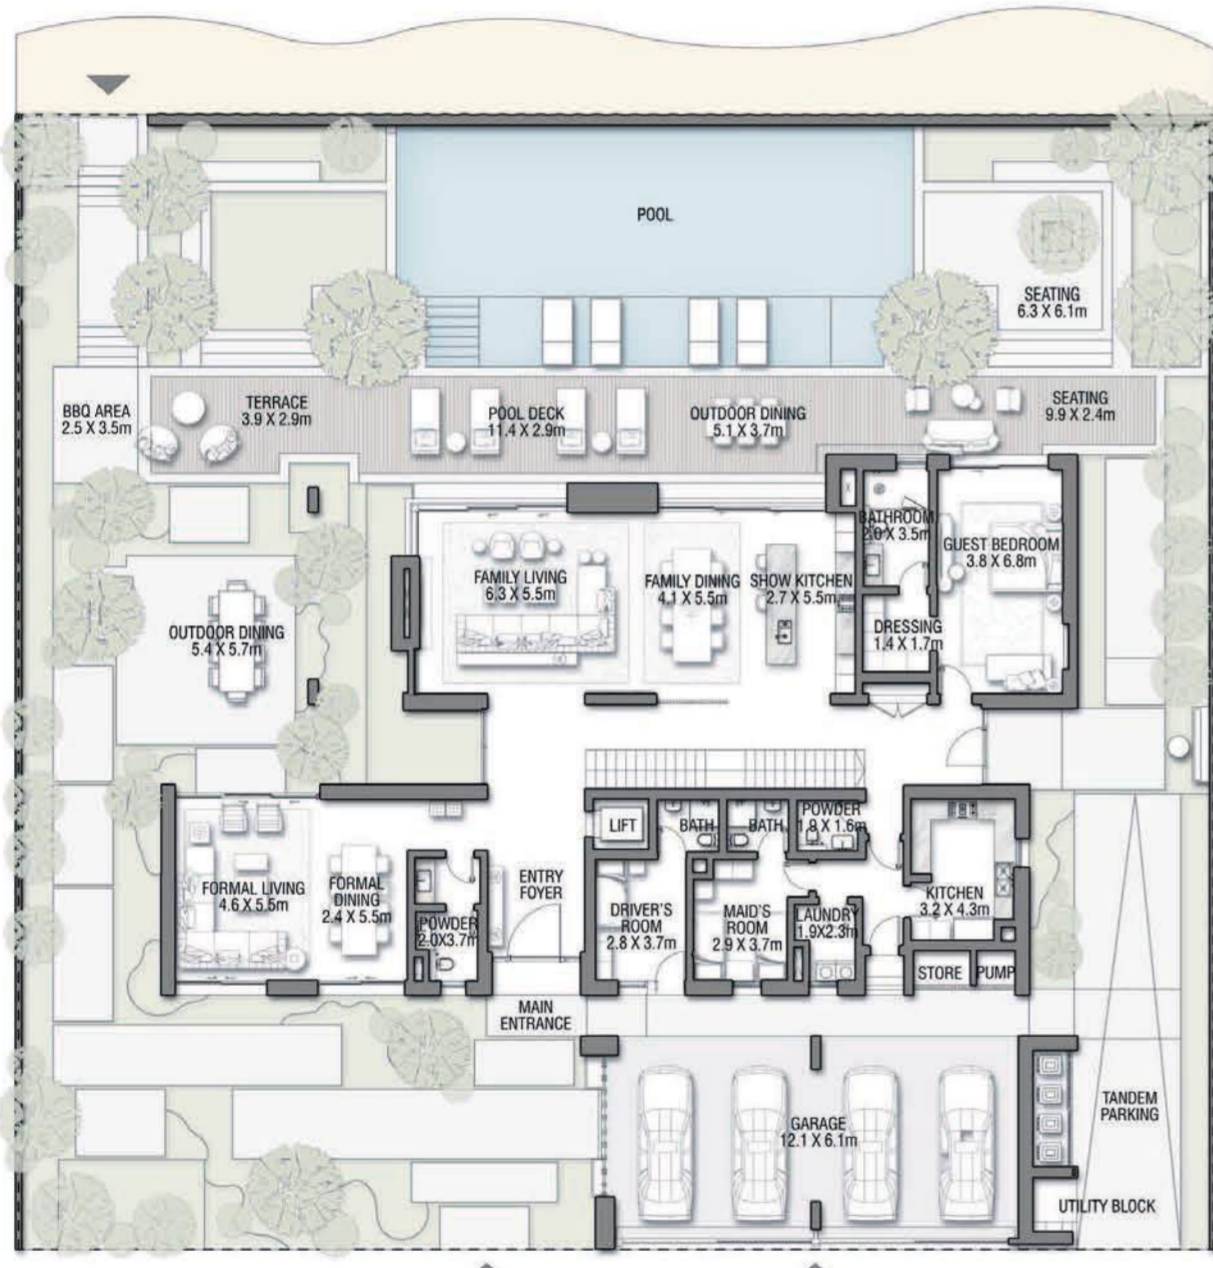 POOL
SEATING
6.3 X 6.1m
BBQ AREA
2.5 X 3.5m
TERRACE
3.9 X 2.9m
POOL DECK
11.4 X 2.9m
OUTDOOR DINING
5.1 X 3.7m
SEATING
9.9 X 2.4m
BATHROOM
2.0 X 3.5m
GUEST BEDROOM
3.8 X 6.8m
FAMILY LIVING
6.3 X 5.5m
FAMILY DINING
4.1 X 5.5m
SHOW KITCHEN
2.7 X 5.5m
DRESSING
1.4 X 1.7m
OUTDOOR DINING
5.4 X 5.7m
LIFT
BATH
BATH
POWDER
1.9 X 1.6m
FORMAL LIVING
4.6 X 5.5m
FORMAL
DINING
2.4 X 5.5m
POWDER
2.0X3.7m
ENTRY
FOYER
DRIVER'S
ROOM
2.8 X 3.7m
MAID'S
ROOM
2.9 X 3.7m
LAUNDRY
1.9X2.3m
KITCHEN
3.2 X 4.3m
STORE
PUMP
MAIN
ENTRANCE
GARAGE
12.1 X 6.1m
TANDEM
PARKING
UTILITY BLOCK